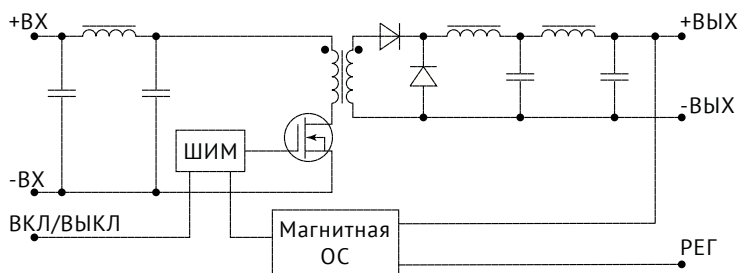 +ВХ
+ВЫХ
-ВЫХ
ШИМ
-ВХ
ВКЛ/ВЫКЛ
Магнитная
ОС
РЕГ